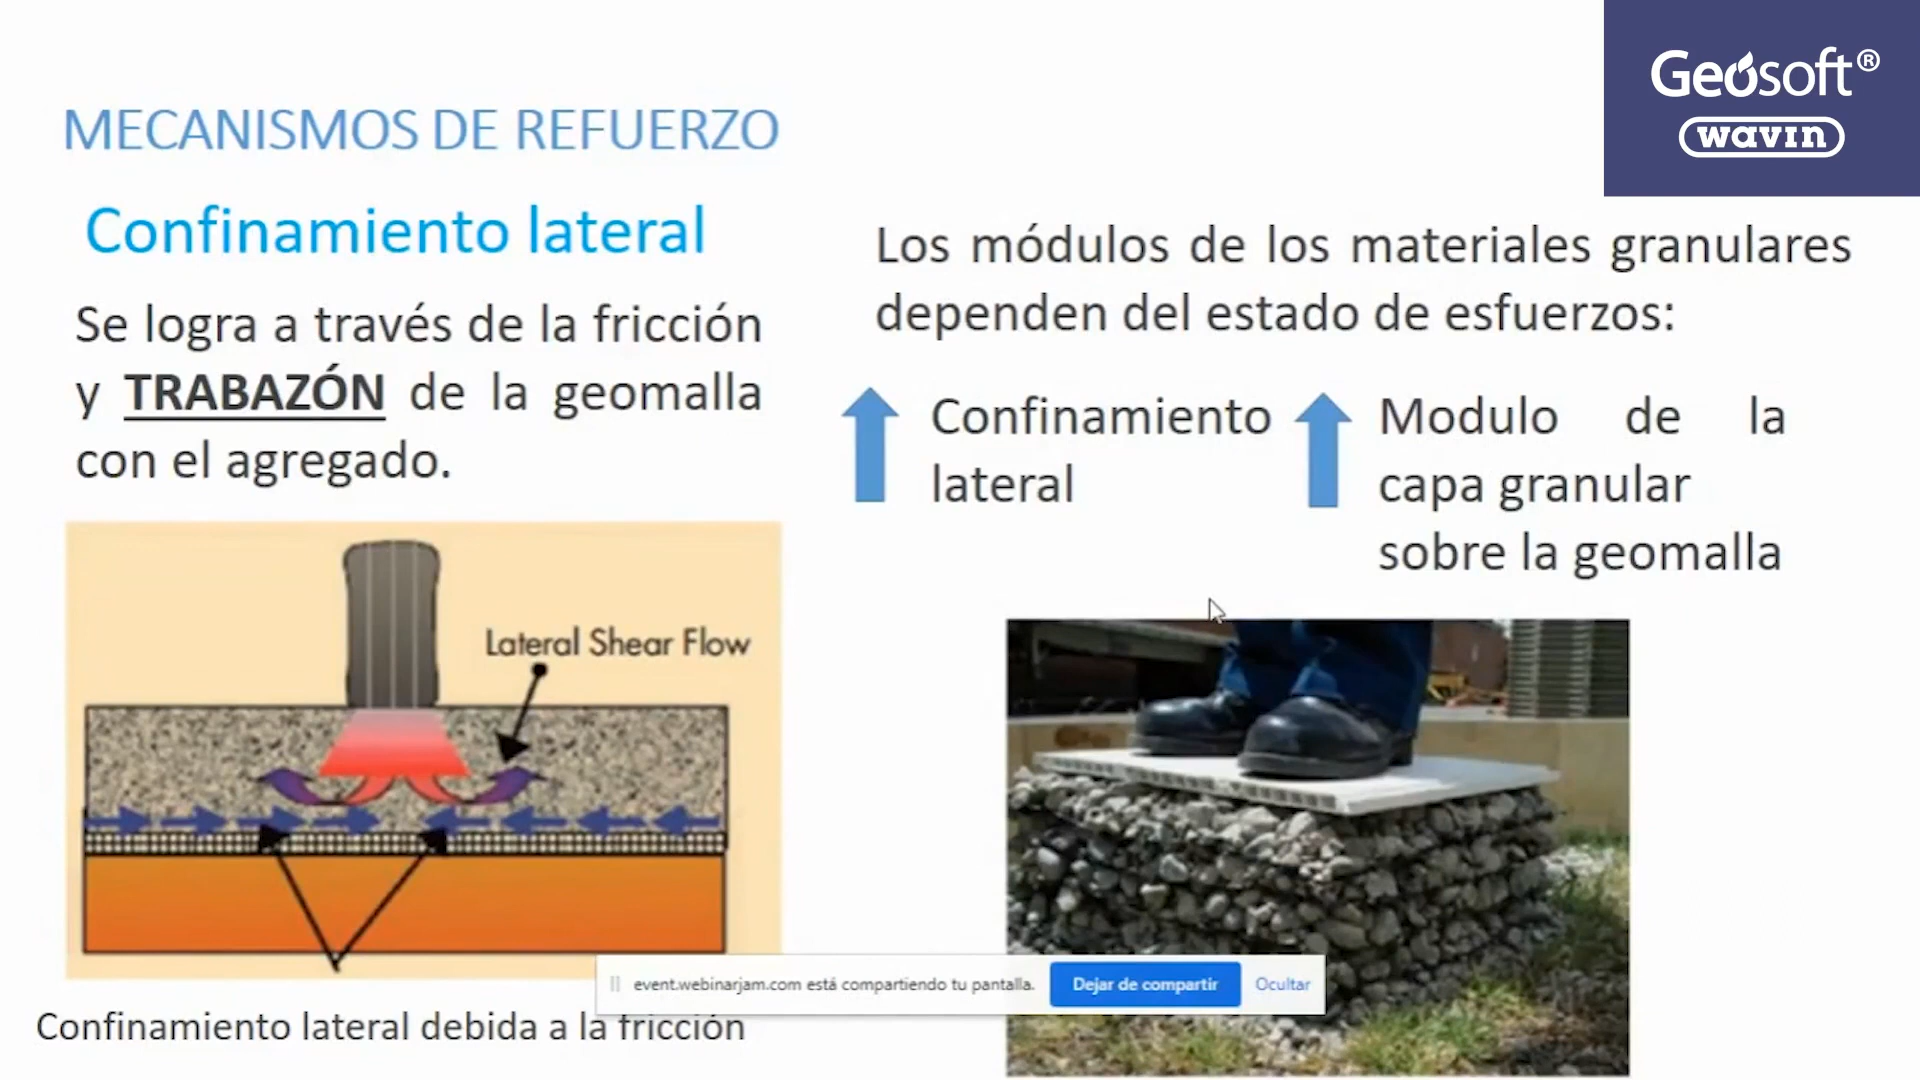 Geosoft®
wavin
MECANISMOS DE REFUERZO
Confinamiento lateral
Se logra a través de la fricción
y TRABAZÓN de la geomalla
con el agregado.
Los módulos de los materiales granulares
dependen del estado de esfuerzos:
Confinamiento
lateral
Modulo de la
capa granular
sobre la geomalla
Lateral Shear Flow
event.webinarjam.com está compartiendo tu pantalla.
Dejar de compartir
Ocultar
Confinamiento lateral debida a la fricción